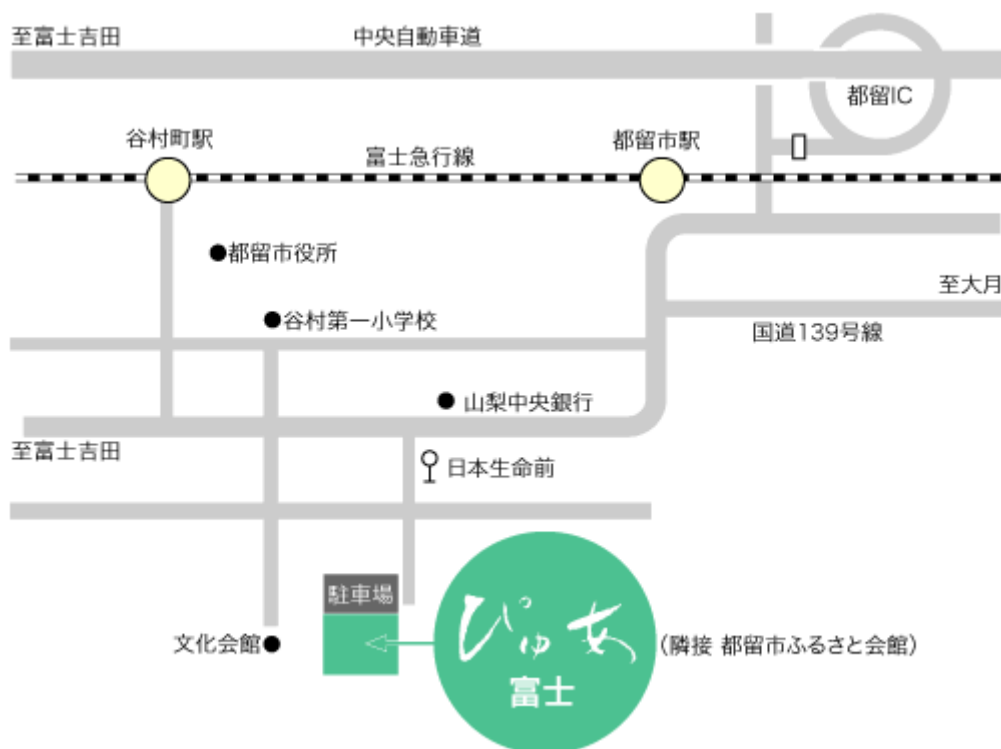 至富士吉田
中央自動車道
都留IC
谷村町駅
都留市駅
富士急行線
●都留市役所
至大月
●谷村第一小学校
国道139号線
● 山梨中央銀行
至富士吉田
日本生命前
駐車場
文化会館●
ぴゅあ
富士
(隣接 都留市ふるさと会館)